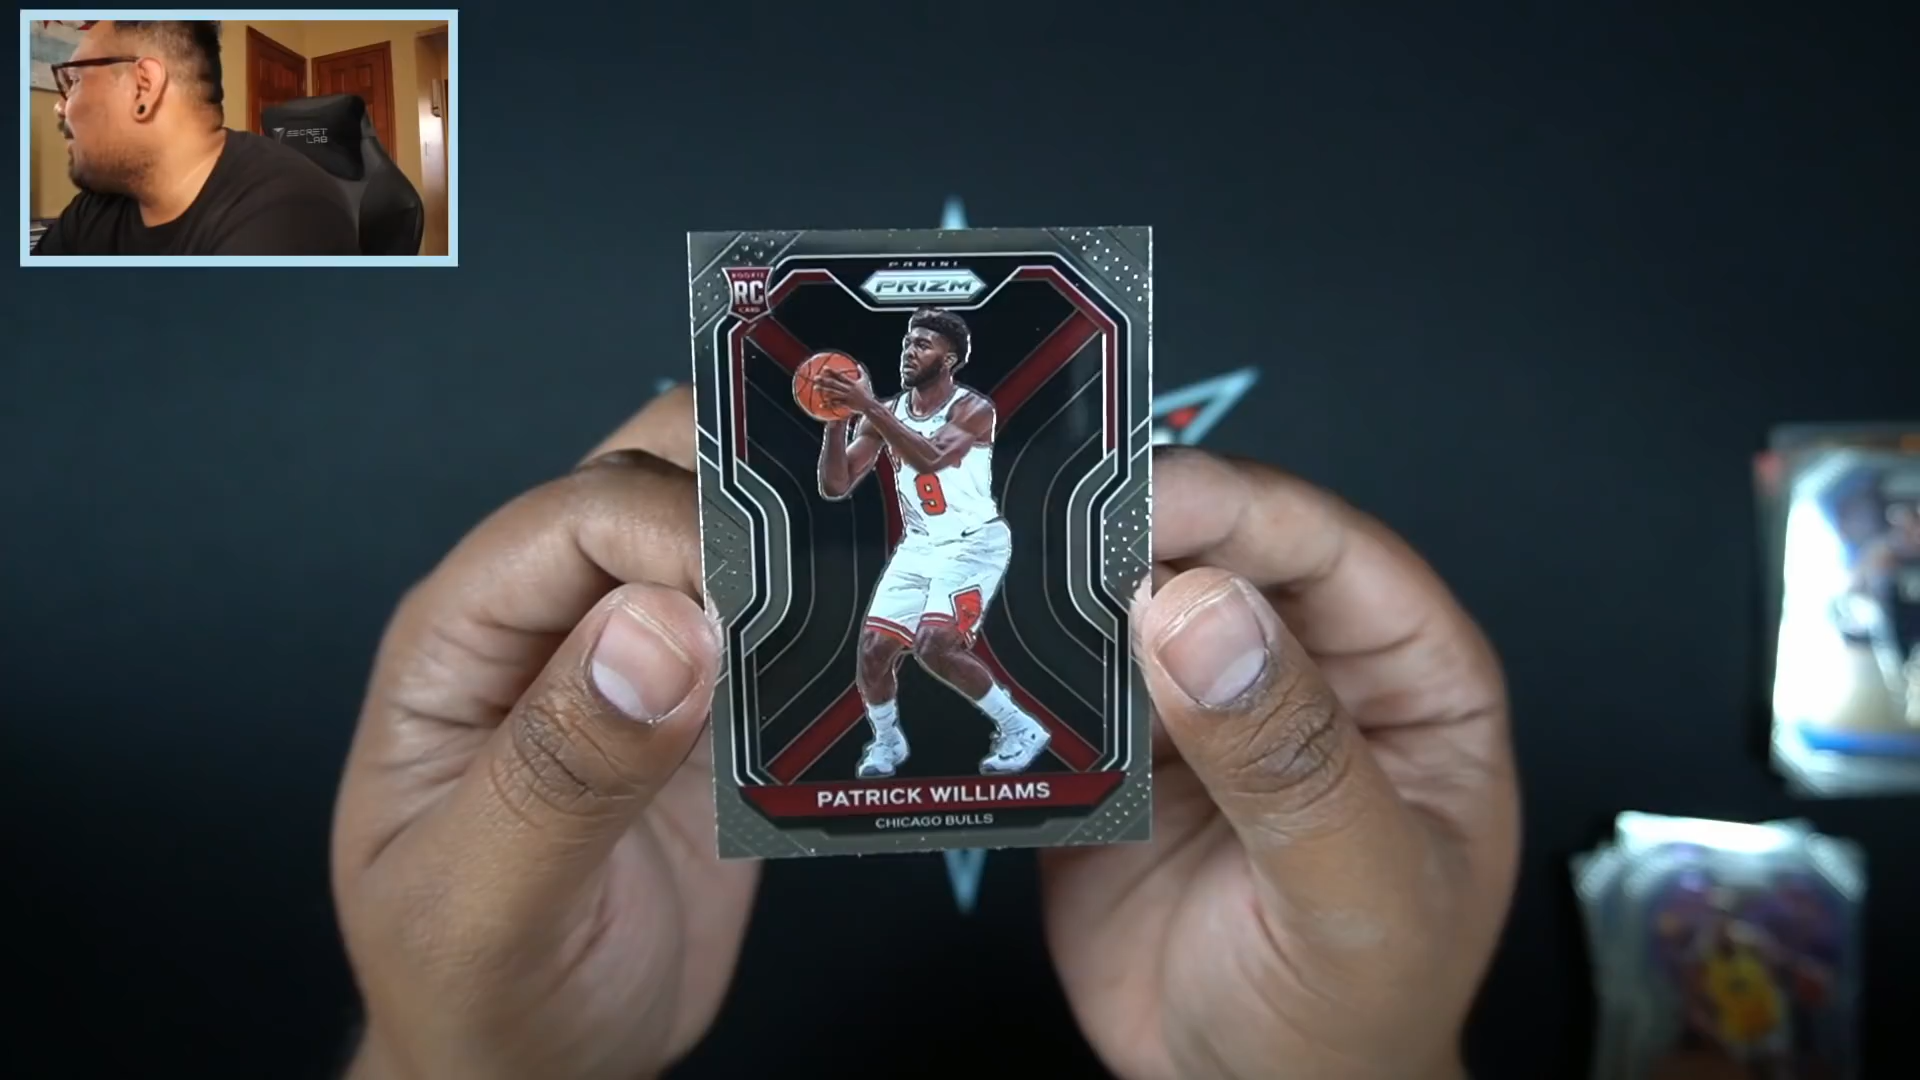 SECRET
LAB
PANINI
PRIZM
ROOKIE
RC
CARD
9
PATRICK WILLIAMS
CHICAGO BULLS